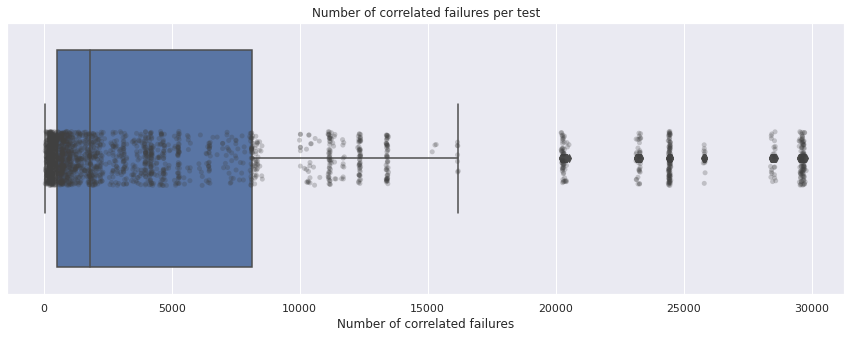 Number of correlated failures per test
0 5000 10000 15000 20000 25000 30000
Number of correlated failures